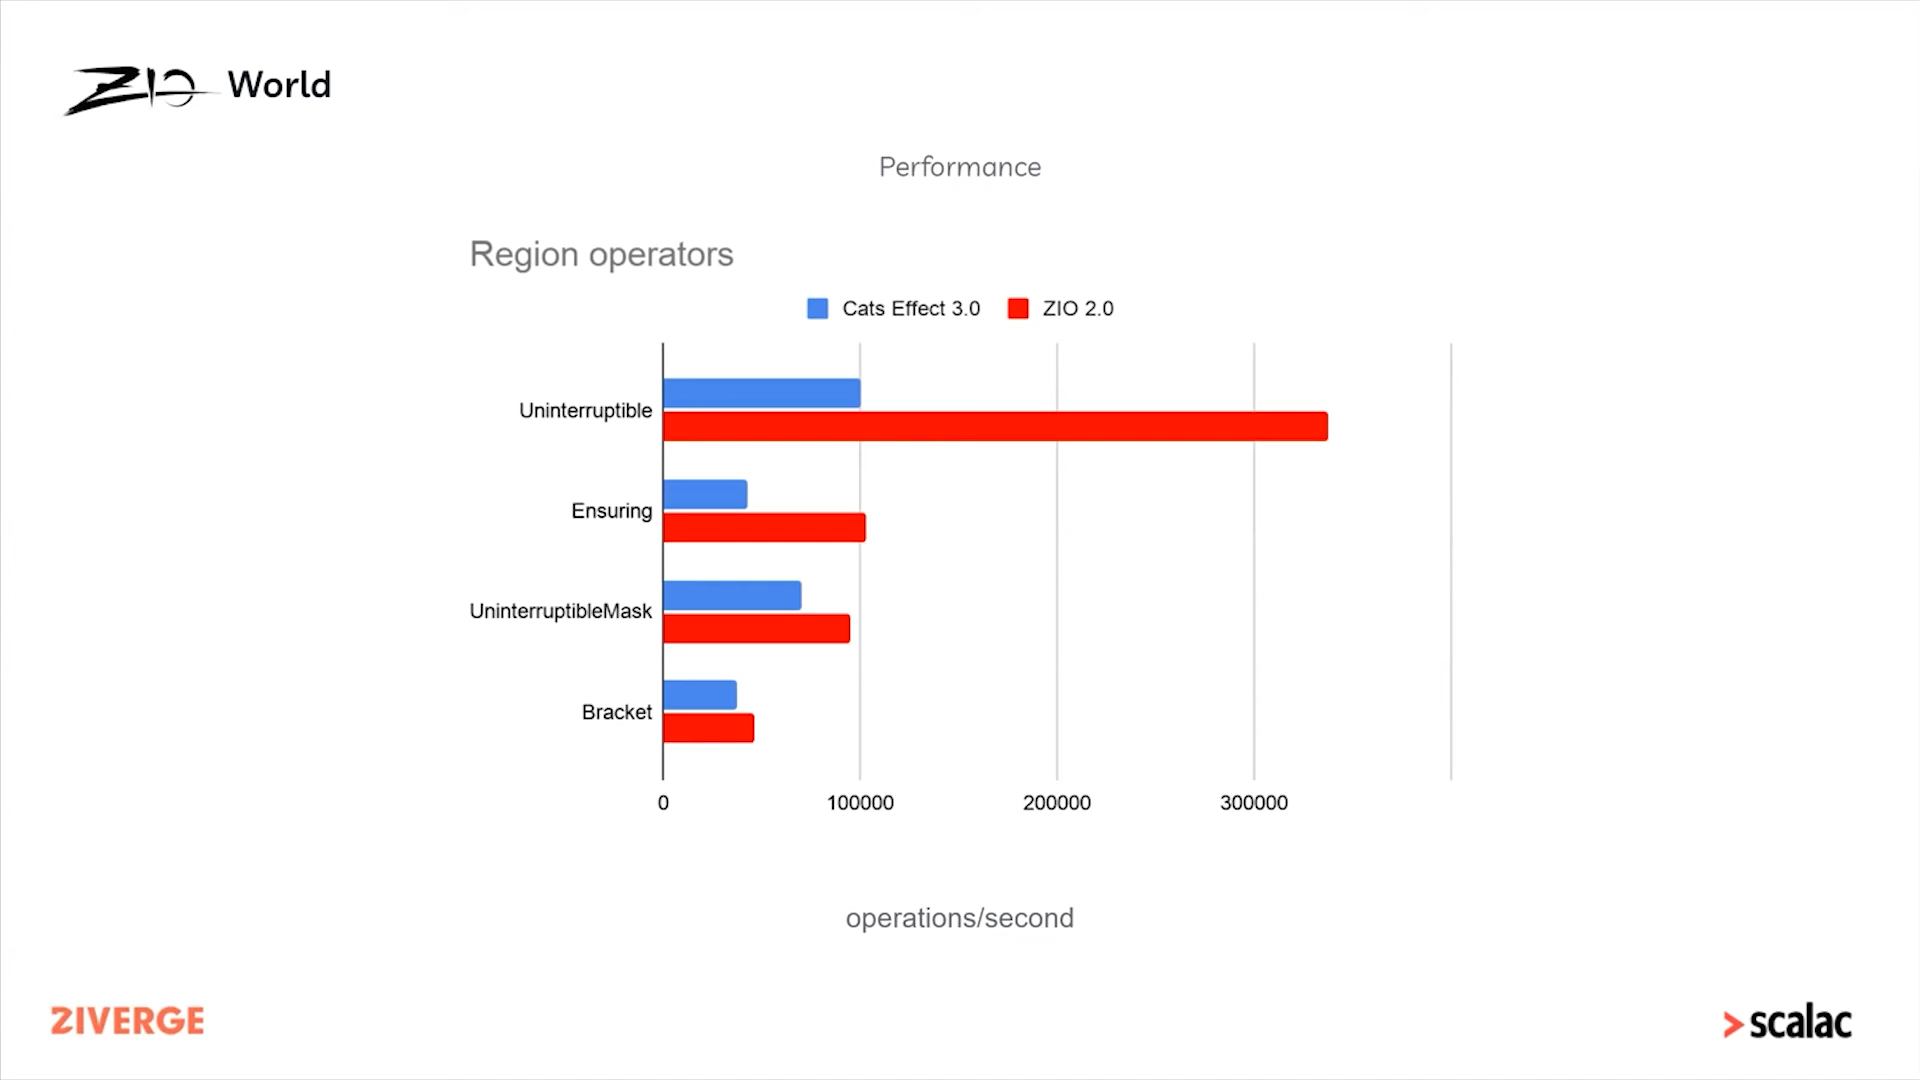 ZIO World
Performance
Region operators
Cats Effect 3.0
ZIO 2.0
Uninterruptible
Ensuring
UninterruptibleMask
Bracket
0
100000
200000
300000
operations/second
ZIVERGE
scalac